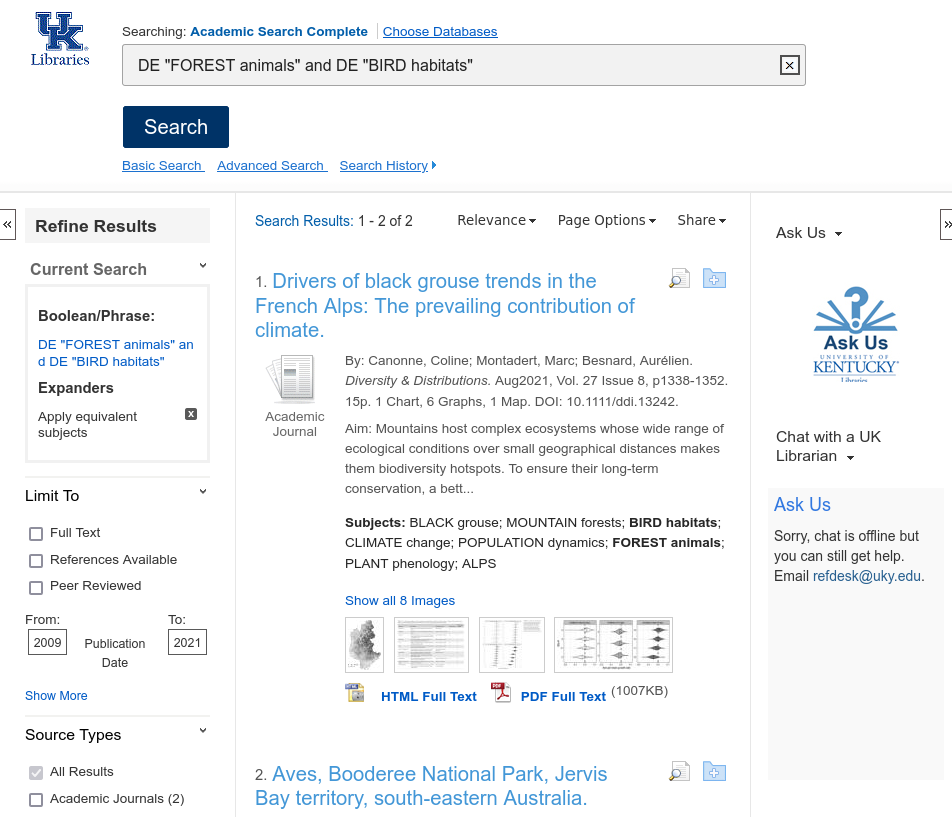 UK
Libraries
Searching: Academic Search Complete Choose Databases
DE "FOREST animals" and DE "BIRD habitats"
Search
Basic Search Advanced Search Search History
«
Refine Results
Current Search
Boolean/Phrase:
DE "FOREST animals" an
d DE "BIRD habitats"
Expanders
Apply equivalent
subjects
x
Limit To
Full Text
References Available
Peer Reviewed
From: To:
2009 Publication 2021
Date
Show More
Source Types
All Results
Academic Journals (2)
Search Results: 1 - 2 of 2 Relevance Page Options Share
1. Drivers of black grouse trends in the
French Alps: The prevailing contribution of
climate.
Academic
Journal
By: Canonne, Coline; Montadert, Marc; Besnard, Aurélien.
Diversity & Distributions. Aug2021, Vol. 27 Issue 8, p1338-1352.
15p. 1 Chart, 6 Graphs, 1 Map. DOI: 10.1111/ddi.13242.
Aim: Mountains host complex ecosystems whose wide range of
ecological conditions over small geographical distances makes
them biodiversity hotspots. To ensure their long-term
conservation, a bett...
Subjects: BLACK grouse; MOUNTAIN forests; BIRD habitats;
CLIMATE change; POPULATION dynamics; FOREST animals;
PLANT phenology; ALPS
Show all 8 Images
HTML Full Text PDF PDF Full Text (1007KB)
2. Aves, Booderee National Park, Jervis
Bay territory, south-eastern Australia.
»
Ask Us
?
Ask Us
UNIVERSITY OF
KENTUCKY
Libraries
Chat with a UK
Librarian
Ask Us
Sorry, chat is offline but
you can still get help.
Email refdesk@uky.edu.